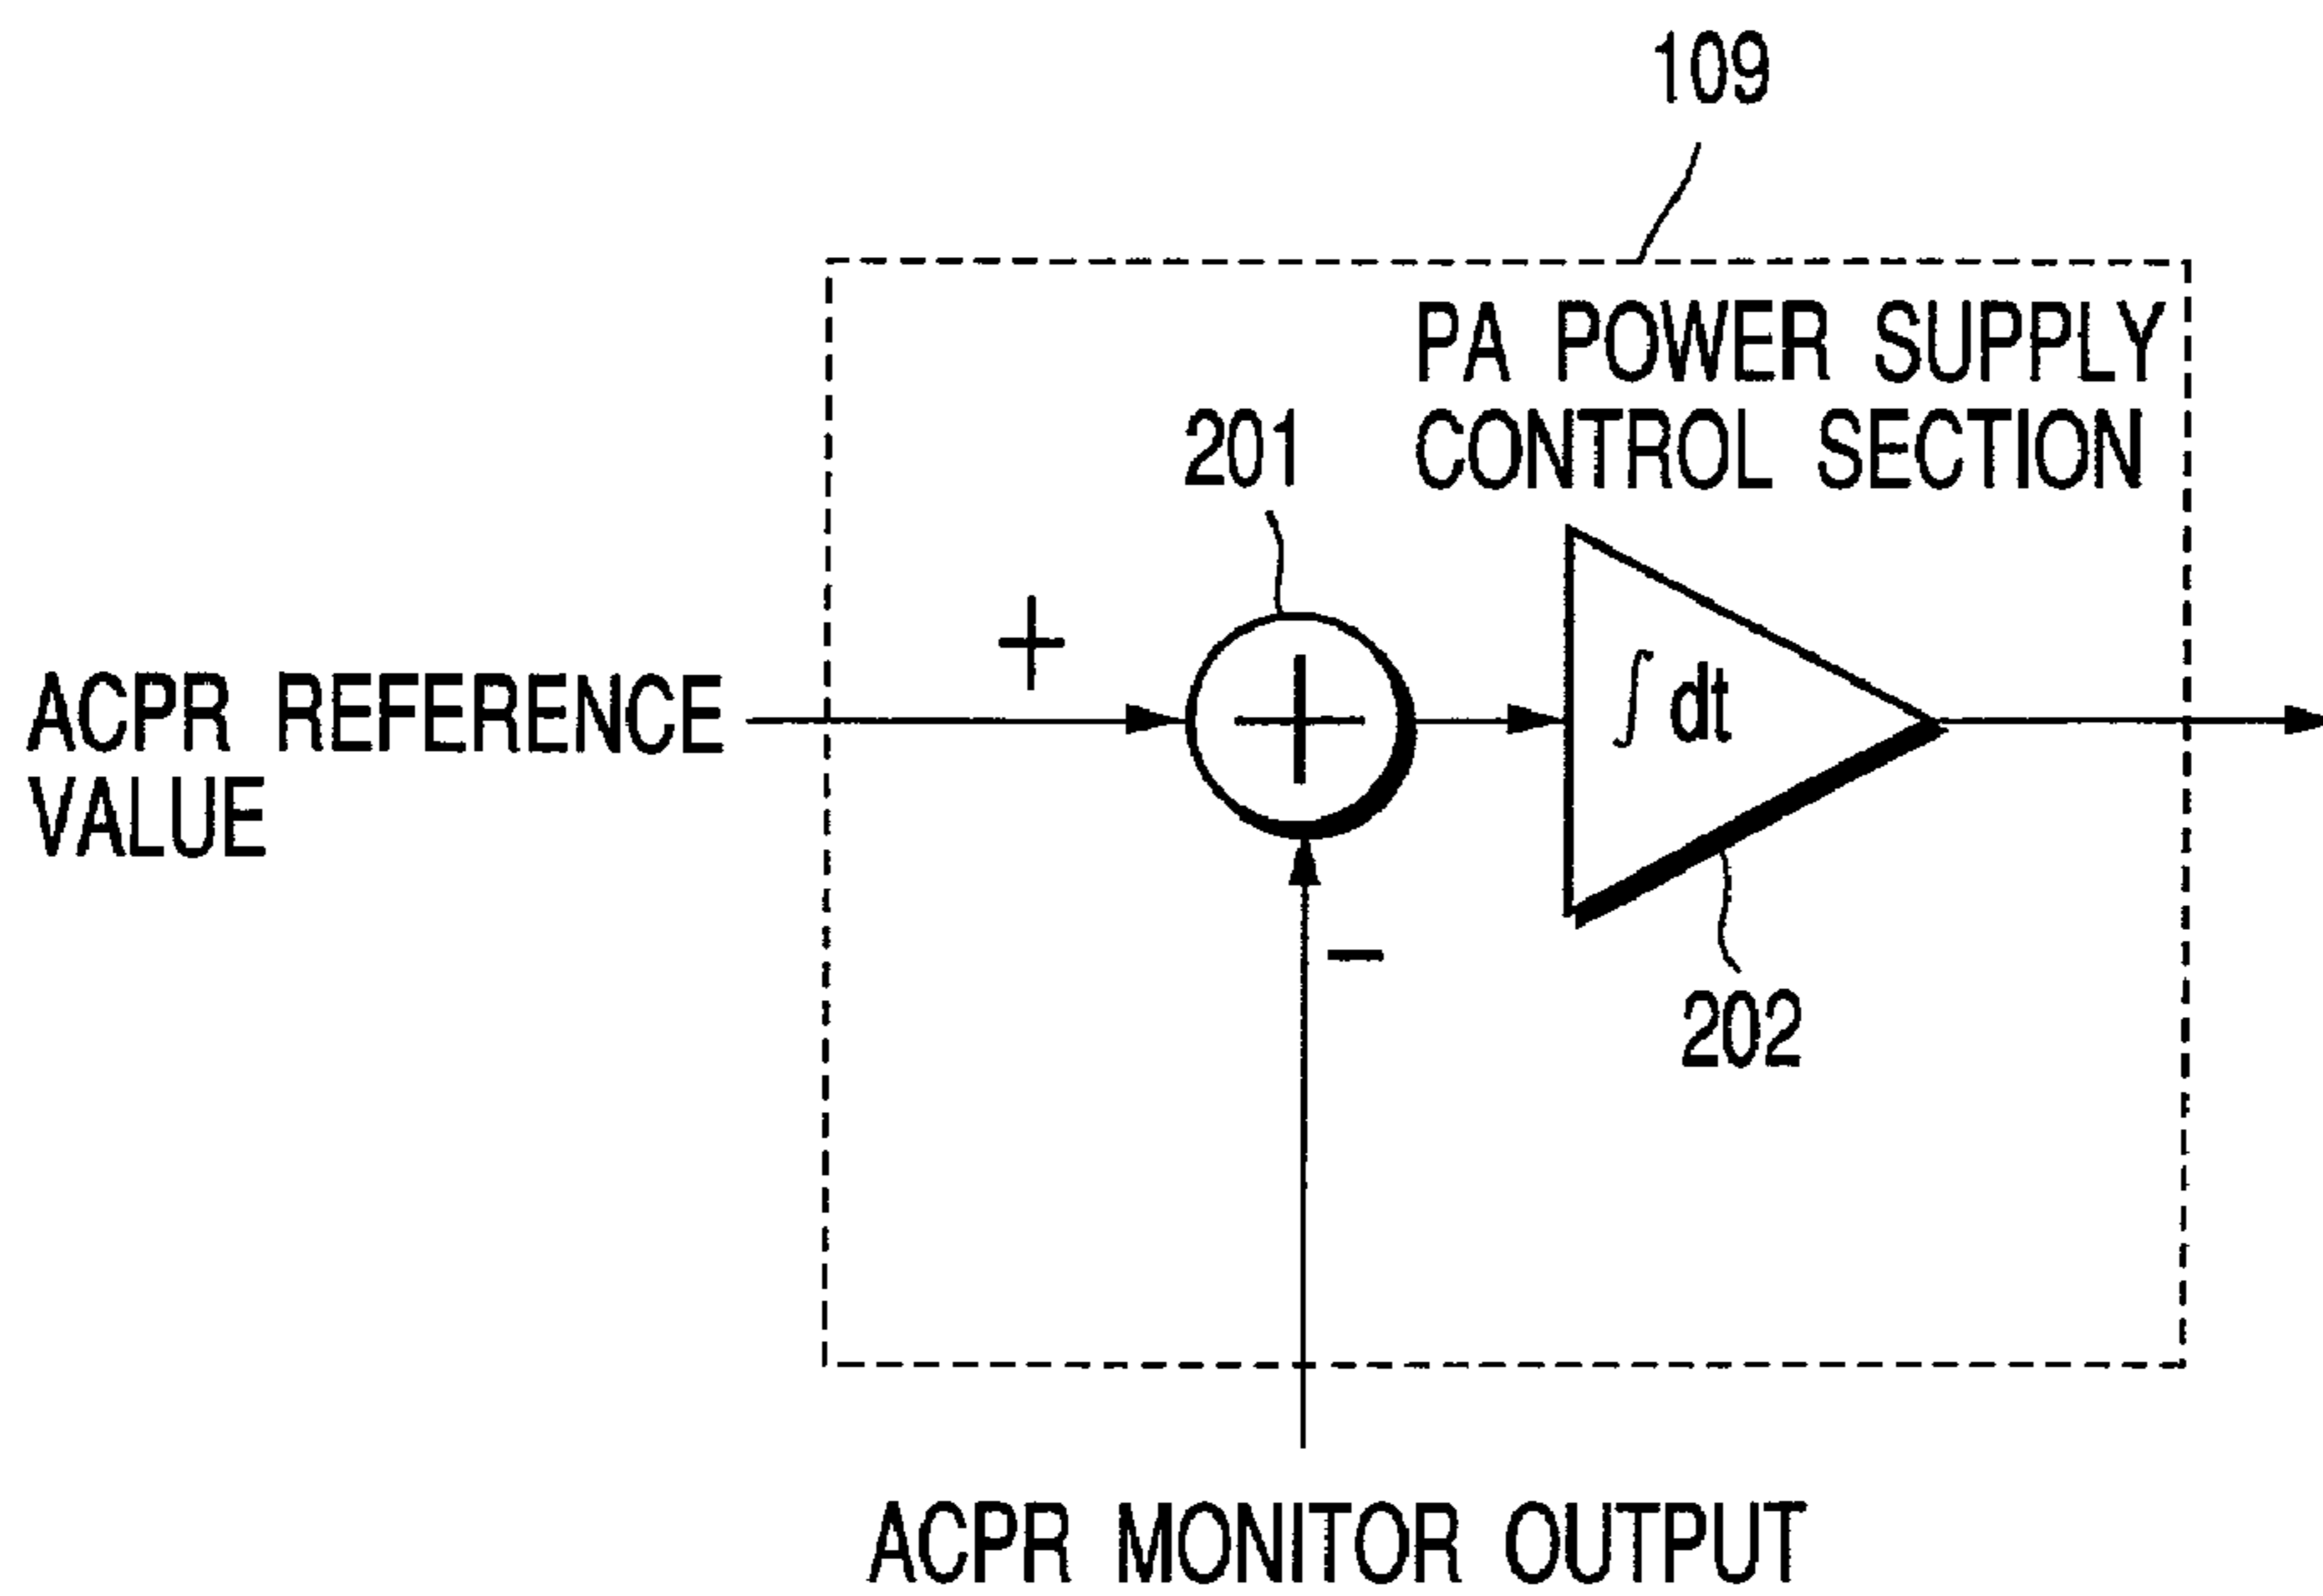 109
PA POWER SUPPLY
CONTROL SECTION
201
+
ACPR REFERENCE
VALUE
∫ dt
−
202
ACPR MONITOR OUTPUT